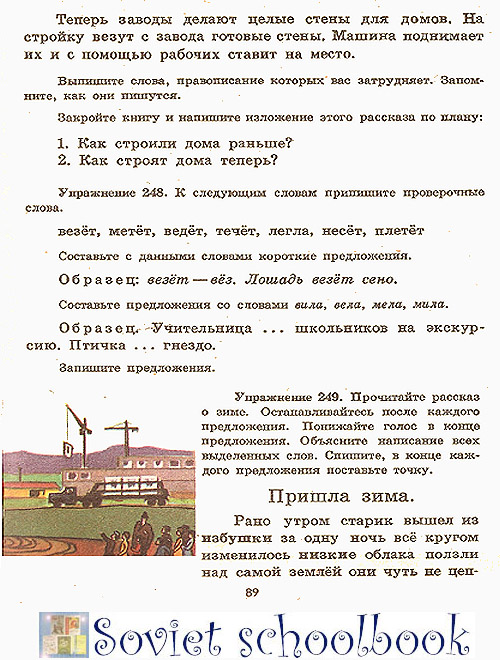 Теперь заводы делают целые стены для домов. На
стройку везут с завода готовые стены. Машина поднимает
их и с помощью рабочих ставит на место.
Выпишите слова, правописание которых вас затрудняет. Запом-
ните, как они пишутся.
Закройте книгу и напишите изложение этого рассказа по плану:
1. Как строили дома раньше?
2. Как строят дома теперь?
Упражнение 248. К следующим словам припишите проверочные
слова.
везёт, метёт, ведёт, течёт, легла, несёт, плетёт
Составьте с данными словами короткие предложения.
Образец: везёт — вёз. Лошадь везёт сено.
Составьте предложения со словами вила, вела, мела, мила.
Образец. Учительница ... школьников на экскур-
сию. Птичка ... гнездо.
Запишите предложения.
Упражнение 249. Прочитайте рассказ
о зиме. Останавливайтесь после каждого
предложения. Понижайте голос в конце
предложения. Объясните написание всех
выделенных слов. Спишите, в конце каж-
дого предложения поставьте точку.
Пришла зима.
Рано утром старик вышел из
избушки за одну ночь всё кругом
изменилось низкие облака ползли
над самой землёй они чуть не цеп-
89
Soviet schoolbook